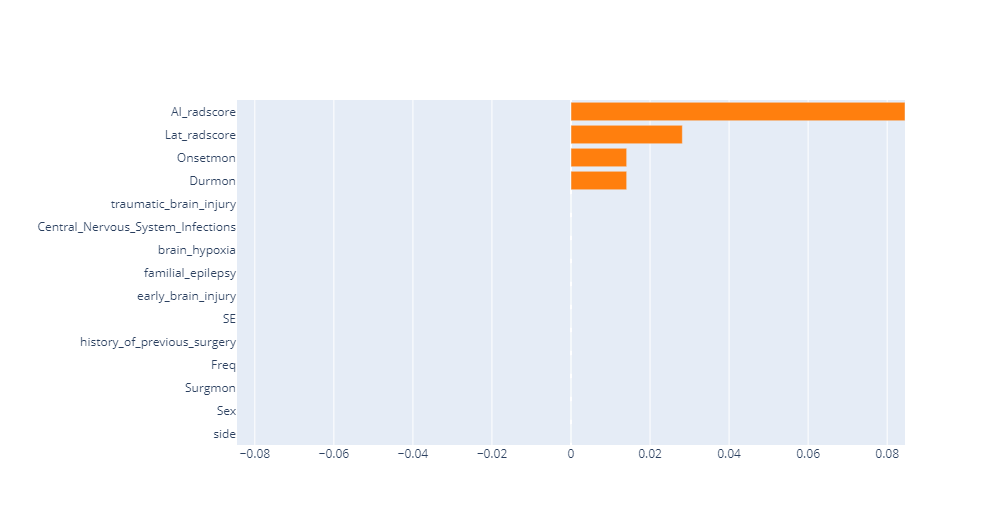 AI_radscore
Lat_radscore
Onsetmon
Durmon
traumatic_brain_injury
Central_Nervous_System_Infections
brain_hypoxia
familial_epilepsy
early_brain_injury
SE
history_of_previous_surgery
Freq
Surgmon
Sex
side
−0.08 −0.06 −0.04 −0.02 0 0.02 0.04 0.06 0.08